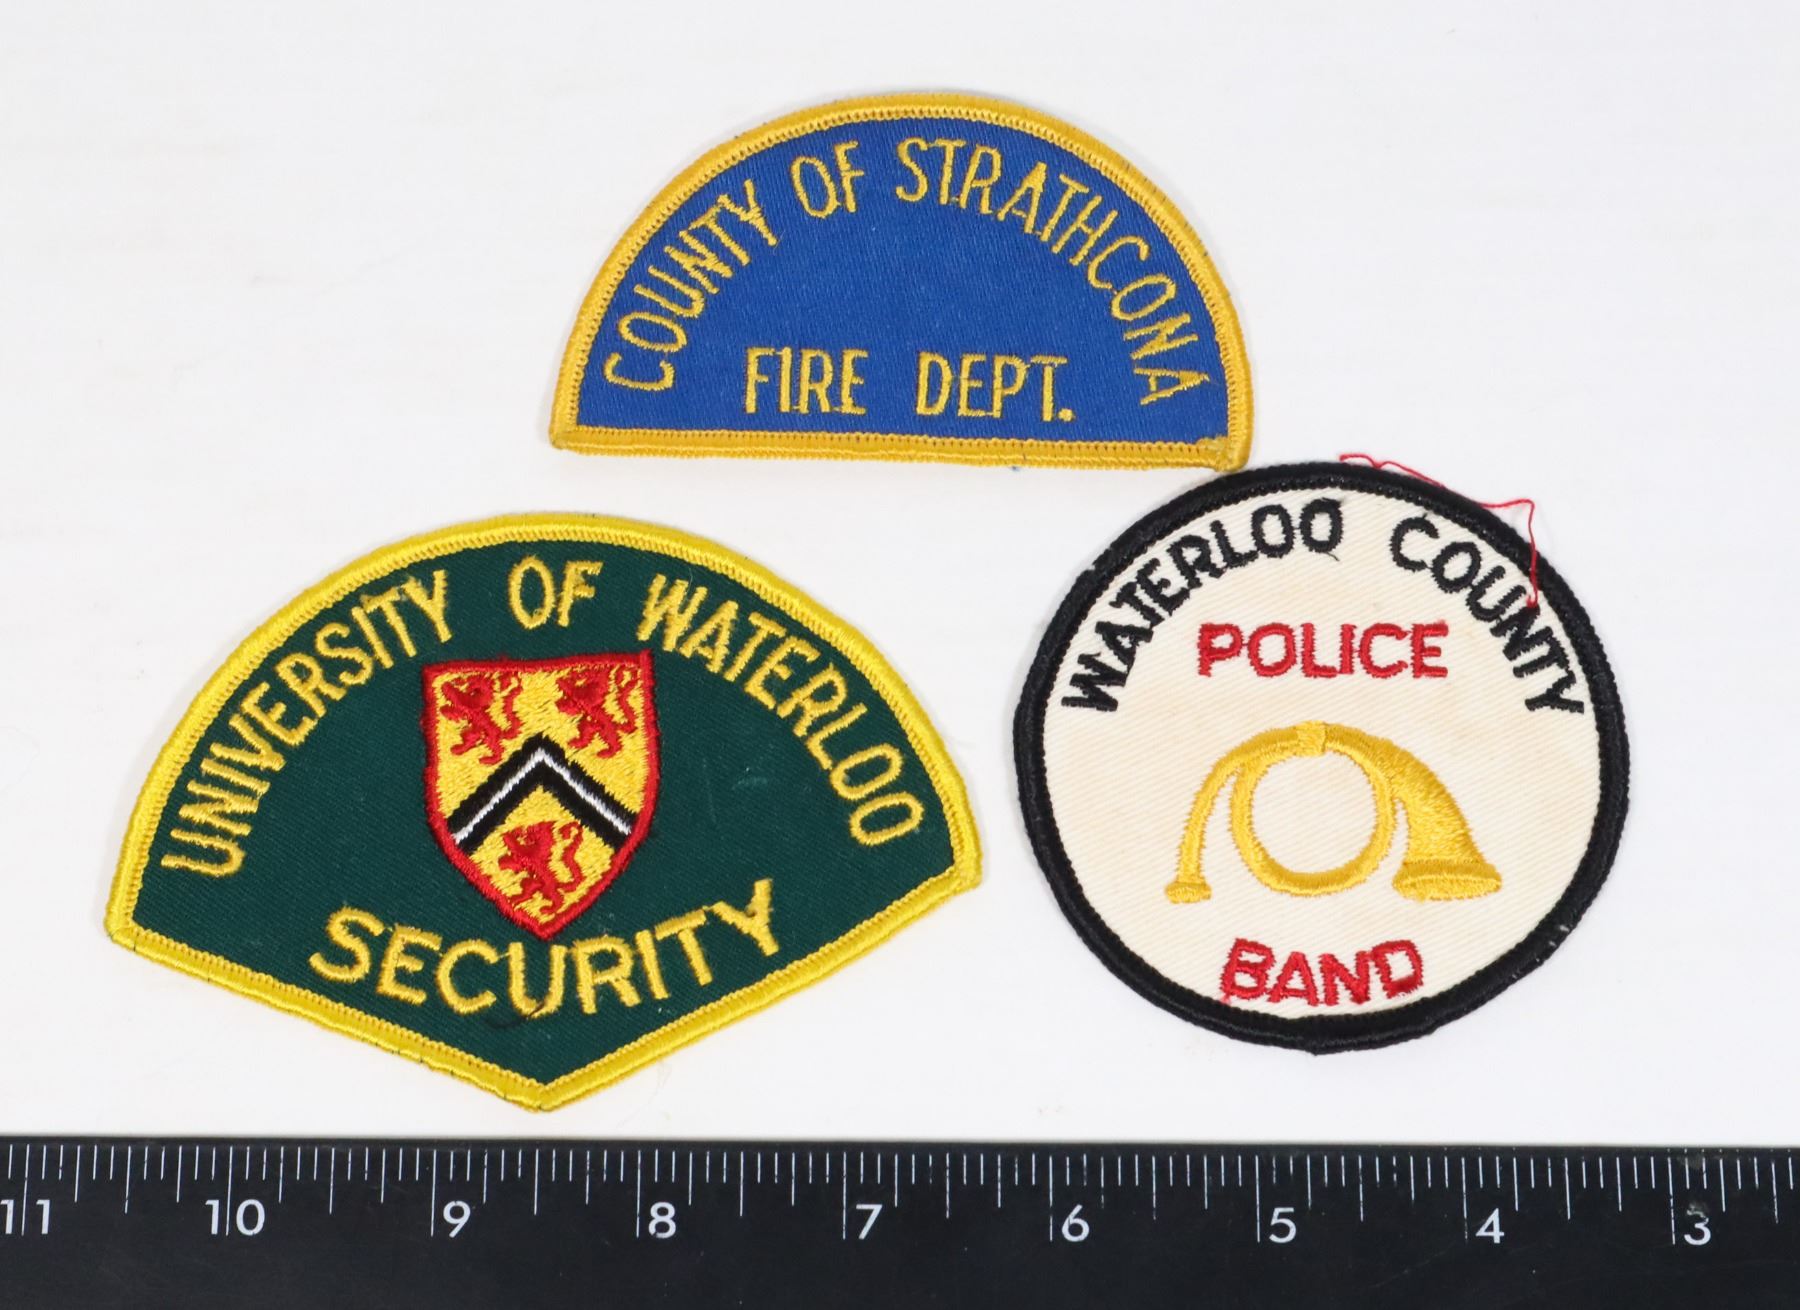 COUNTY OF STRATHCONA
FIRE DEPT.
UNIVERSITY OF WATERLOO
SECURITY
WATERLOO COUNTY
POLICE
BAND
11 10 9 8 7 6 5 4 3